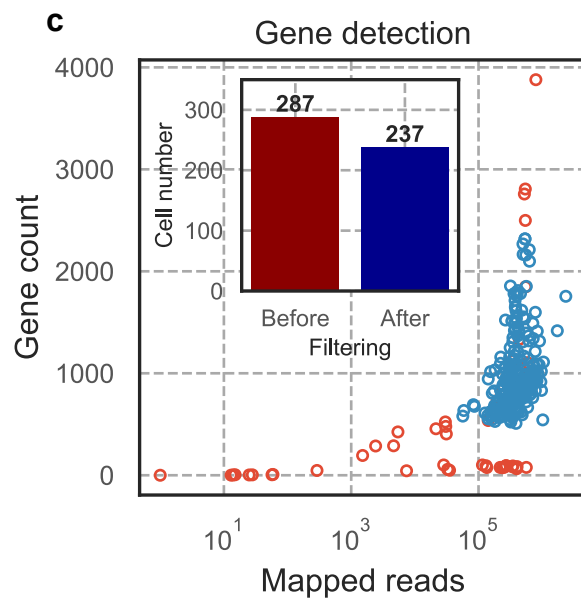 c
Gene detection
Gene count
4000
3000
2000
1000
0
Cell number
300
200
100
0
287
237
Before After
Filtering
10^1 10^3 10^5
Mapped reads